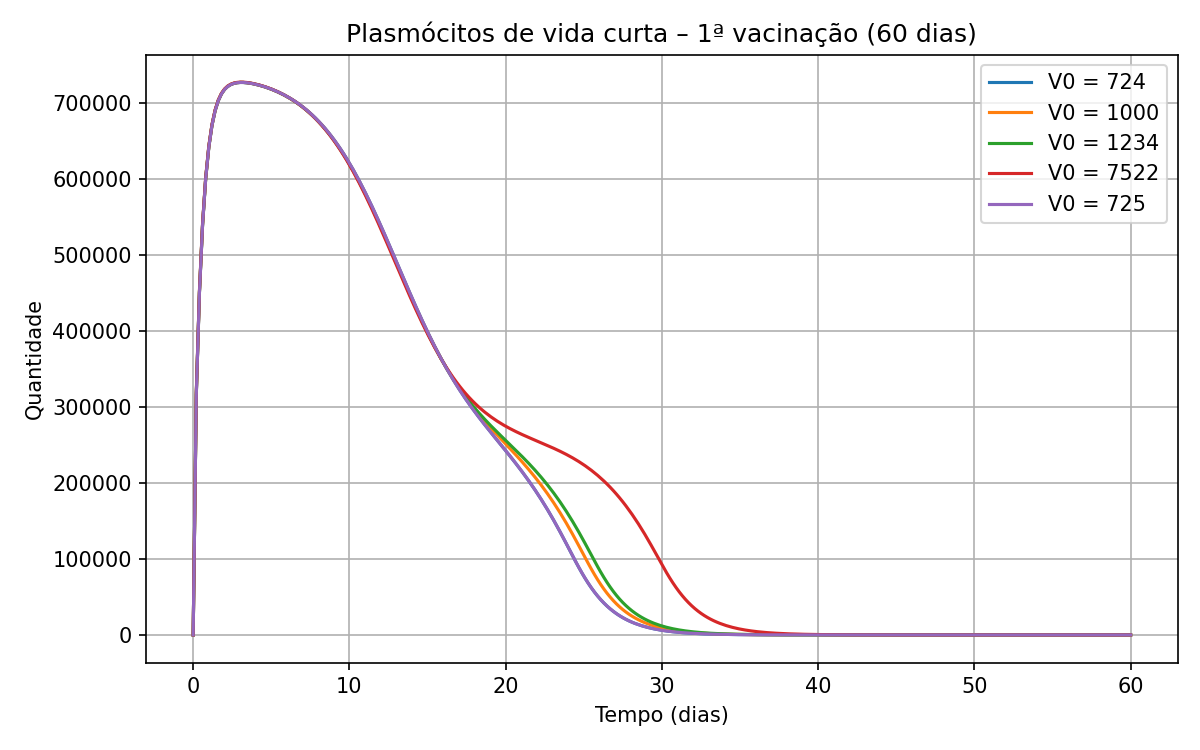 Plasmócitos de vida curta – 1ª vacinação (60 dias)
V0 = 724
V0 = 1000
V0 = 1234
V0 = 7522
V0 = 725
Quantidade
700000
600000
500000
400000
300000
200000
100000
0
0 10 20 30 40 50 60
Tempo (dias)